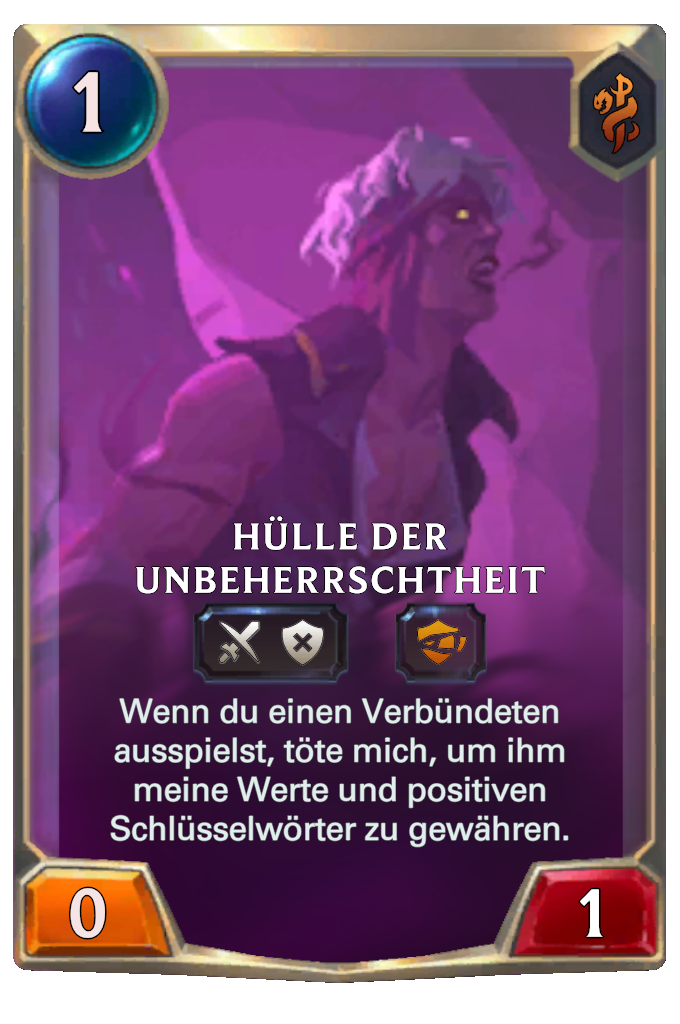 1
HÜLLE DER
UNBEHERRSCHTHEIT
Wenn du einen Verbündeten
ausspielst, töte mich, um ihm
meine Werte und positiven
Schlüsselwörter zu gewähren.
0
1